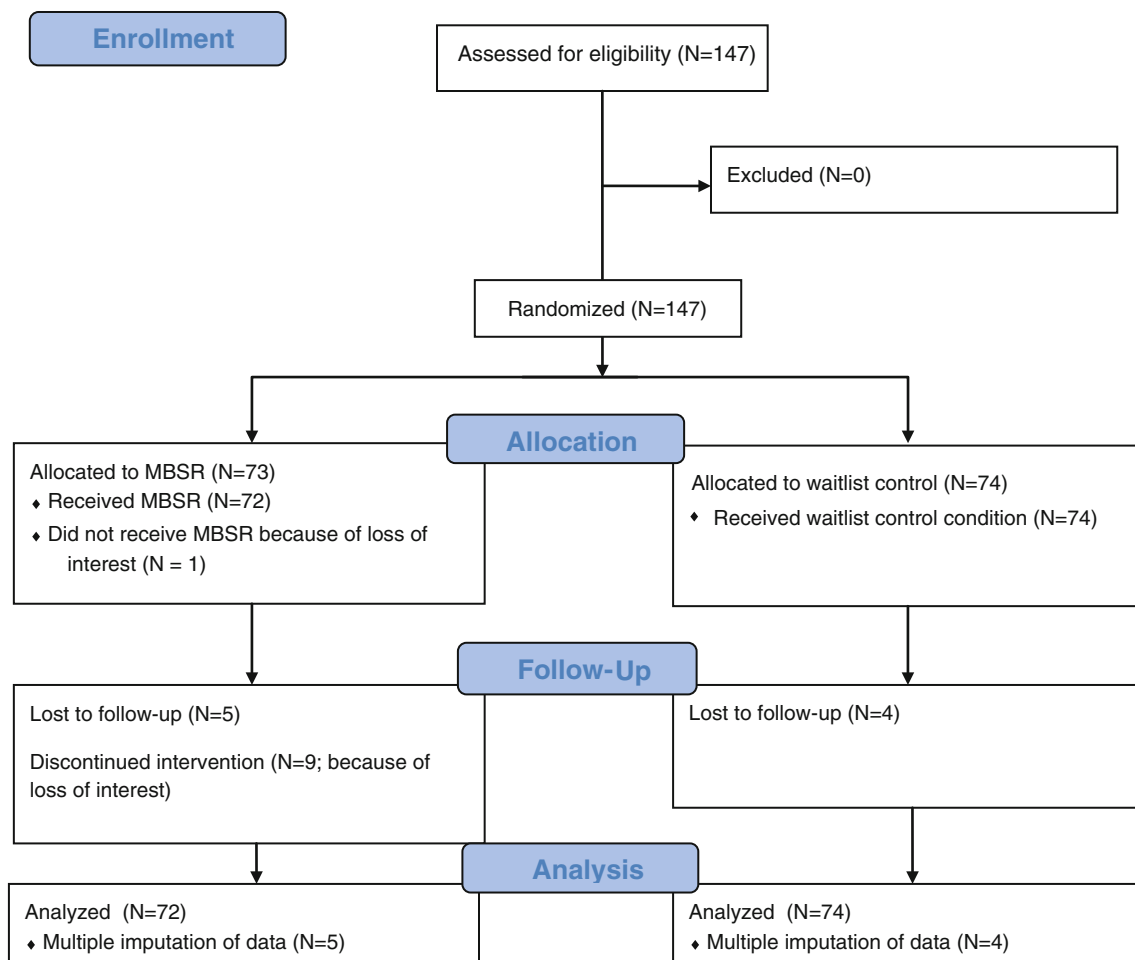 Enrollment
Assessed for eligibility (N=147)
Excluded (N=0)
Randomized (N=147)
Allocation
Allocated to MBSR (N=73)
♦ Received MBSR (N=72)
♦ Did not receive MBSR because of loss of
interest (N = 1)
Allocated to waitlist control (N=74)
♦ Received waitlist control condition (N=74)
Follow-Up
Lost to follow-up (N=5)
Discontinued intervention (N=9; because of
loss of interest)
Lost to follow-up (N=4)
Analysis
Analyzed (N=72)
♦ Multiple imputation of data (N=5)
Analyzed (N=74)
♦ Multiple imputation of data (N=4)